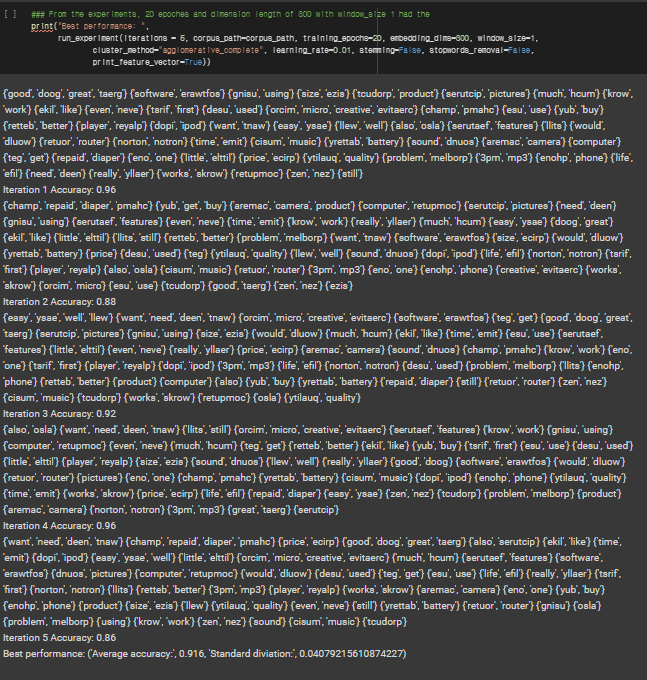 [ ] ### From the experiments, 20 epoches and dimension length of 300 with window_size 1 had the
print("Best performance: ",
run_experiment(iterations = 5, corpus_path=corpus_path, training_epochs=20, embedding_dims=300, window_size=1,
cluster_method="agglomerative_complete", learning_rate=0.01, stemming=False, stopwords_removal=False,
print_feature_vector=True))
{'good', 'doog', 'great', 'taerg'} {'software', 'erawtfos'} {'gnisu', 'using'} {'size', 'ezis'} {'tcudorp', 'product'} {'serutcip', 'pictures'} {'much', 'hcum'} {'krow',
'work'} {'ekil', 'like'} {'even', 'neve'} {'tsrif', 'first'} {'desu', 'used'} {'orcim', 'micro', 'creative', 'evitaerc'} {'champ', 'pmahc'} {'esu', 'use'} {'yub', 'buy'}
{'retteb', 'better'} {'player', 'reyalp'} {'dopi', 'ipod'} {'want', 'tnaw'} {'easy', 'ysae'} {'llew', 'well'} {'also', 'osla'} {'serutaef', 'features'} {'llits'} {'would',
'dluow'} {'retuor', 'router'} {'norton', 'notron'} {'time', 'emit'} {'cisum', 'music'} {'yrettab', 'battery'} {'sound', 'dnuos'} {'aremac', 'camera'} {'computer'}
{'teg', 'get'} {'repaid', 'diaper'} {'eno', 'one'} {'little', 'elttil'} {'price', 'ecirp'} {'ytilauq', 'quality'} {'problem', 'melborp'} {'3pm', 'mp3'} {'enohp', 'phone'} {'life',
'efil'} {'need', 'deen'} {'really', 'yllaer'} {'works', 'skrow'} {'retupmoc'} {'zen', 'nez'} {'still'}
Iteration 1 Accuracy: 0.96
{'champ', 'repaid', 'diaper', 'pmahc'} {'yub', 'get', 'buy'} {'aremac', 'camera', 'product'} {'computer', 'retupmoc'} {'serutcip', 'pictures'} {'need', 'deen'}
{'gnisu', 'using'} {'serutaef', 'features'} {'even', 'neve'} {'time', 'emit'} {'krow', 'work'} {'really', 'yllaer'} {'much', 'hcum'} {'easy', 'ysae'} {'doog', 'great'}
{'ekil', 'like'} {'little', 'elttil'} {'llits', 'still'} {'retteb', 'better'} {'problem', 'melborp'} {'want', 'tnaw'} {'software', 'erawtfos'} {'size', 'ecirp'} {'would', 'dluow'}
{'yrettab', 'battery'} {'price'} {'desu', 'used'} {'teg'} {'ytilauq', 'quality'} {'llew', 'well'} {'sound', 'dnuos'} {'dopi', 'ipod'} {'life', 'efil'} {'norton', 'notron'} {'tsrif',
'first'} {'player', 'reyalp'} {'also', 'osla'} {'cisum', 'music'} {'retuor', 'router'} {'3pm', 'mp3'} {'eno', 'one'} {'enohp', 'phone'} {'creative', 'evitaerc'} {'works',
'skrow'} {'orcim', 'micro'} {'esu', 'use'} {'tcudorp'} {'good', 'taerg'} {'zen', 'nez'} {'ezis'}
Iteration 2 Accuracy: 0.88
{'easy', 'ysae', 'well', 'llew'} {'want', 'need', 'deen', 'tnaw'} {'orcim', 'micro', 'creative', 'evitaerc'} {'software', 'erawtfos'} {'teg', 'get'} {'good', 'doog', 'great',
'taerg'} {'serutcip', 'pictures'} {'gnisu', 'using'} {'size', 'ezis'} {'would', 'dluow'} {'much', 'hcum'} {'ekil', 'like'} {'time', 'emit'} {'esu', 'use'} {'serutaef',
'features'} {'little', 'elttil'} {'even', 'neve'} {'really', 'yllaer'} {'price', 'ecirp'} {'aremac', 'camera'} {'sound', 'dnuos'} {'champ', 'pmahc'} {'krow', 'work'} {'eno',
'one'} {'tsrif', 'first'} {'player', 'reyalp'} {'dopi', 'ipod'} {'3pm', 'mp3'} {'life', 'efil'} {'norton', 'notron'} {'desu', 'used'} {'problem', 'melborp'} {'llits'} {'enohp',
'phone'} {'retteb', 'better'} {'product'} {'computer'} {'also'} {'yub', 'buy'} {'yrettab', 'battery'} {'repaid', 'diaper'} {'still'} {'retuor', 'router'} {'zen', 'nez'}
{'cisum', 'music'} {'tcudorp'} {'works', 'skrow'} {'retupmoc'} {'osla'} {'ytilauq', 'quality'}
Iteration 3 Accuracy: 0.92
{'also', 'osla'} {'want', 'need', 'deen', 'tnaw'} {'llits', 'still'} {'orcim', 'micro', 'creative', 'evitaerc'} {'serutaef', 'features'} {'krow', 'work'} {'gnisu', 'using'}
{'computer', 'retupmoc'} {'even', 'neve'} {'much', 'hcum'} {'teg', 'get'} {'retteb', 'better'} {'ekil', 'like'} {'yub', 'buy'} {'tsrif', 'first'} {'esu', 'use'} {'desu', 'used'}
{'little', 'elttil'} {'player', 'reyalp'} {'size', 'ezis'} {'sound', 'dnuos'} {'llew', 'well'} {'really', 'yllaer'} {'good', 'doog'} {'software', 'erawtfos'} {'would', 'dluow'}
{'retuor', 'router'} {'pictures'} {'eno', 'one'} {'champ', 'pmahc'} {'yrettab', 'battery'} {'cisum', 'music'} {'dopi', 'ipod'} {'enohp', 'phone'} {'ytilauq', 'quality'}
{'time', 'emit'} {'works', 'skrow'} {'price', 'ecirp'} {'life', 'efil'} {'repaid', 'diaper'} {'easy', 'ysae'} {'zen', 'nez'} {'tcudorp'} {'problem', 'melborp'} {'product'}
{'aremac', 'camera'} {'norton', 'notron'} {'3pm', 'mp3'} {'great', 'taerg'} {'serutcip'}
Iteration 4 Accuracy: 0.96
{'want', 'need', 'deen', 'tnaw'} {'champ', 'repaid', 'diaper', 'pmahc'} {'price', 'ecirp'} {'good', 'doog', 'great', 'taerg'} {'also', 'serutcip'} {'ekil', 'like'} {'time',
'emit'} {'dopi', 'ipod'} {'easy', 'ysae', 'well'} {'little', 'elttil'} {'orcim', 'micro', 'creative', 'evitaerc'} {'much', 'hcum'} {'serutaef', 'features'} {'software',
'erawtfos'} {'dnuos', 'pictures'} {'computer', 'retupmoc'} {'would', 'dluow'} {'desu', 'used'} {'teg', 'get'} {'esu', 'use'} {'life', 'efil'} {'really', 'yllaer'} {'tsrif',
'first'} {'norton', 'notron'} {'llits'} {'retteb', 'better'} {'3pm', 'mp3'} {'player', 'reyalp'} {'works', 'skrow'} {'aremac', 'camera'} {'eno', 'one'} {'yub', 'buy'}
{'enohp', 'phone'} {'product'} {'size', 'ezis'} {'llew'} {'ytilauq', 'quality'} {'even', 'neve'} {'still'} {'yrettab', 'battery'} {'retuor', 'router'} {'gnisu'} {'osla'}
{'problem', 'melborp'} {'using'} {'krow', 'work'} {'zen', 'nez'} {'sound'} {'cisum', 'music'} {'tcudorp'}
Iteration 5 Accuracy: 0.86
Best performance: ('Average accuracy:', 0.916, 'Standard diviation:', 0.04079215610874227)